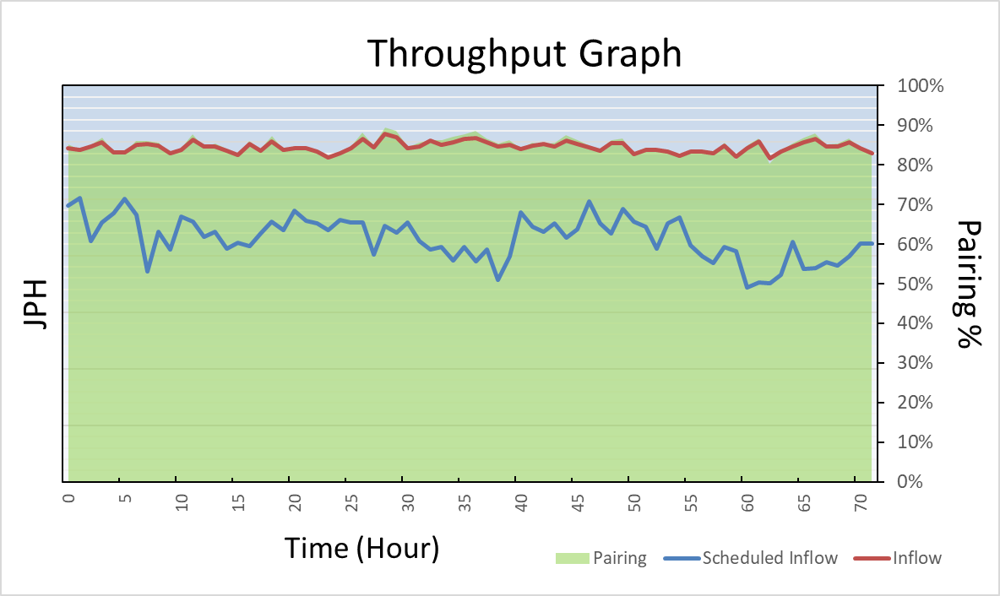 Throughput Graph
100%
90%
80%
70%
60%
50%
40%
30%
20%
10%
0%
JPH
Pairing %
0 5 10 15 20 25 30 35 40 45 50 55 60 65 70
Time (Hour)
Pairing Scheduled Inflow Inflow